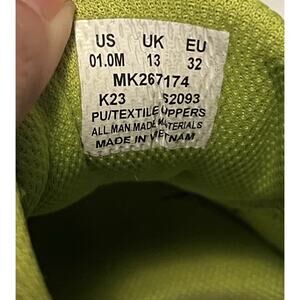 US UK EU
01.0M 13 32
MK267174
K23 S2093
PU/TEXTILE UPPERS
ALL MAN MADE MATERIALS
MADE IN VIETNAM